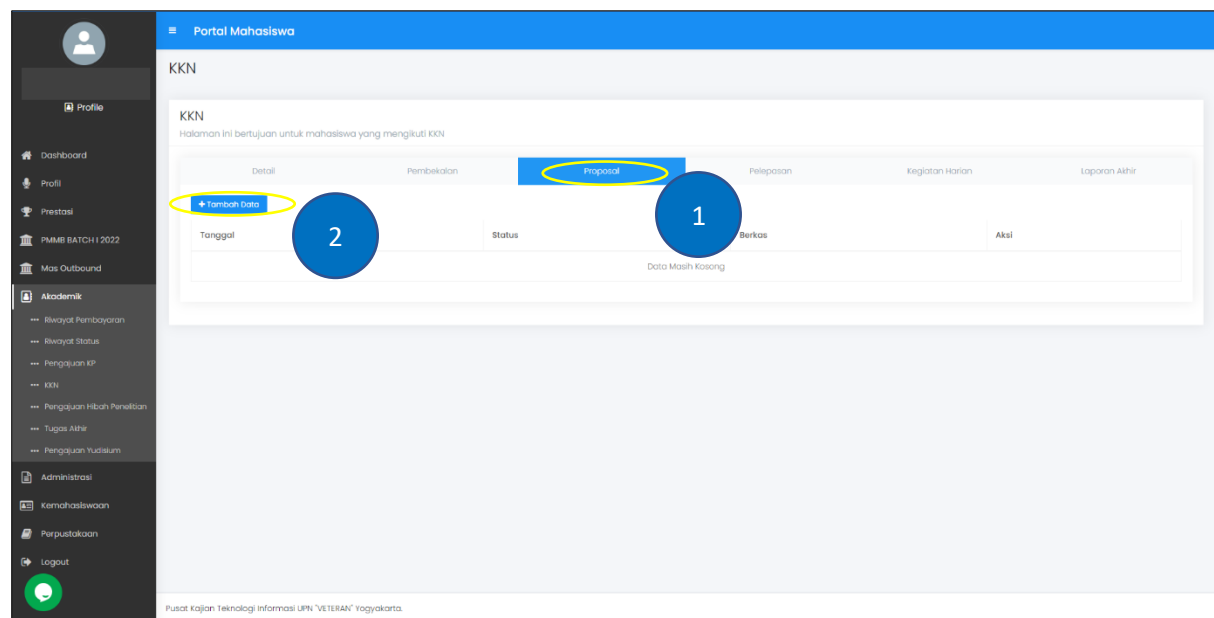 Portal Mahasiswa
KKN
Profile
Dashboard
Profil
Prestasi
PMMB BATCH I 2022
Mas Outbound
Akademik
Riwayat Pembayaran
Riwayat Status
Pengajuan KP
KKN
Pengajuan Hibah Penelitian
Tugas Akhir
Pengajuan Yudisium
Administrasi
Kemahasiswaan
Perpustakaan
Logout
KKN
Halaman ini bertujuan untuk mahasiswa yang mengikuti KKN
Detail Pembekalan Proposal Pelepasan Kegiatan Harian Laporan Akhir
+ Tambah Data
1
2
Tanggal Status Berkas Aksi
Data Masih Kosong
Pusat Kajian Teknologi Informasi UPN "VETERAN" Yogyakarta.